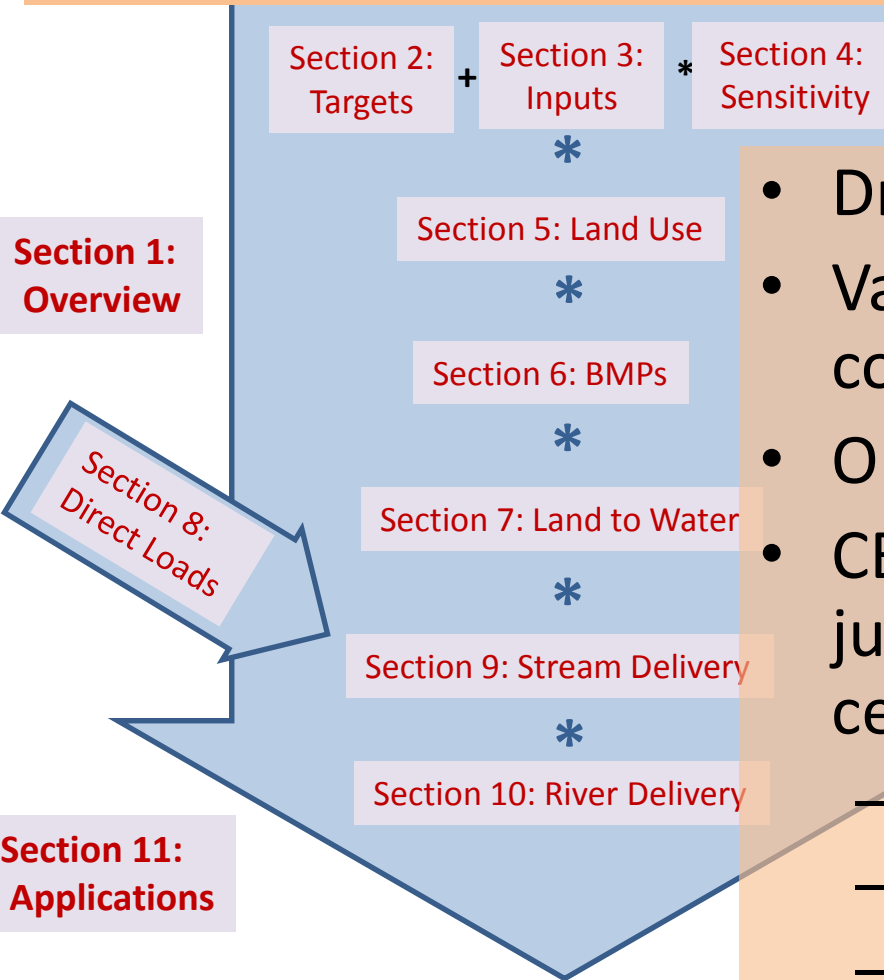 Section 2:
Targets
+
Section 3:
Inputs
*
Section 4:
Sensitivity
*
Section 5: Land Use
*
Section 1:
Overview
Section 6: BMPs
*
Section 8:
Direct Loads
Section 7: Land to Water
*
Section 9: Stream Delivery
*
Section 10: River Delivery
Section 11:
Applications